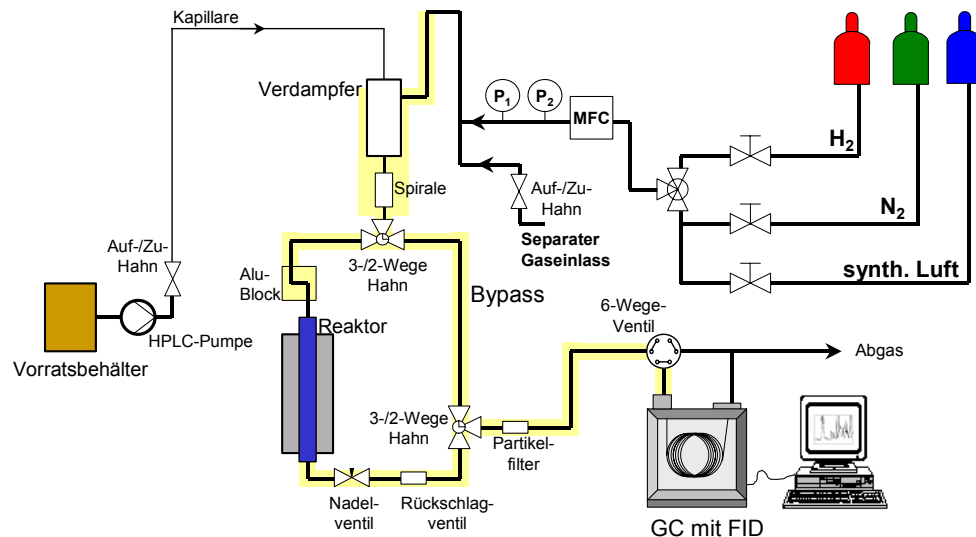 Kapillare
Verdampfer
P1
P2
MFC
H2
Spirale
Auf-/Zu-
Hahn
N2
Separater
Gaseinlass
Auf-/Zu-
Hahn
3-/2-Wege
Hahn
synth. Luft
Alu-
Block
Bypass
6-Wege-
Ventil
Reaktor
HPLC-Pumpe
Abgas
Vorratsbehälter
3-/2-Wege
Hahn
Partikel-
filter
Nadel-
ventil
Rückschlag-
ventil
GC mit FID